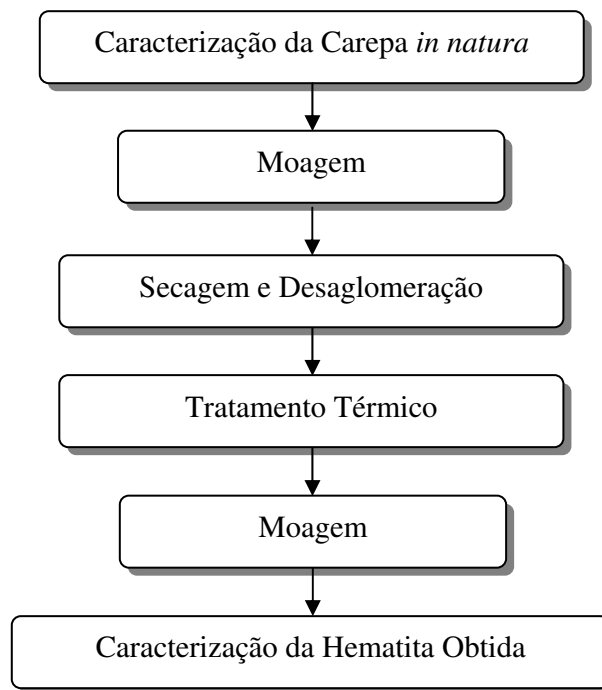 Caracterização da Carepa in natura
Moagem
Secagem e Desaglomeração
Tratamento Térmico
Moagem
Caracterização da Hematita Obtida